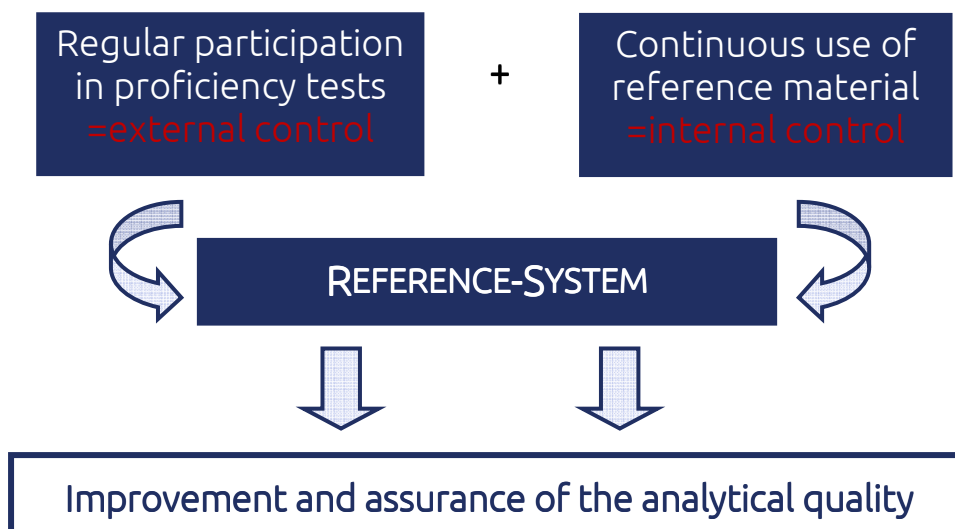 Regular participation
in proficiency tests
=external control
+
Continuous use of
reference material
=internal control
REFERENCE-SYSTEM
Improvement and assurance of the analytical quality